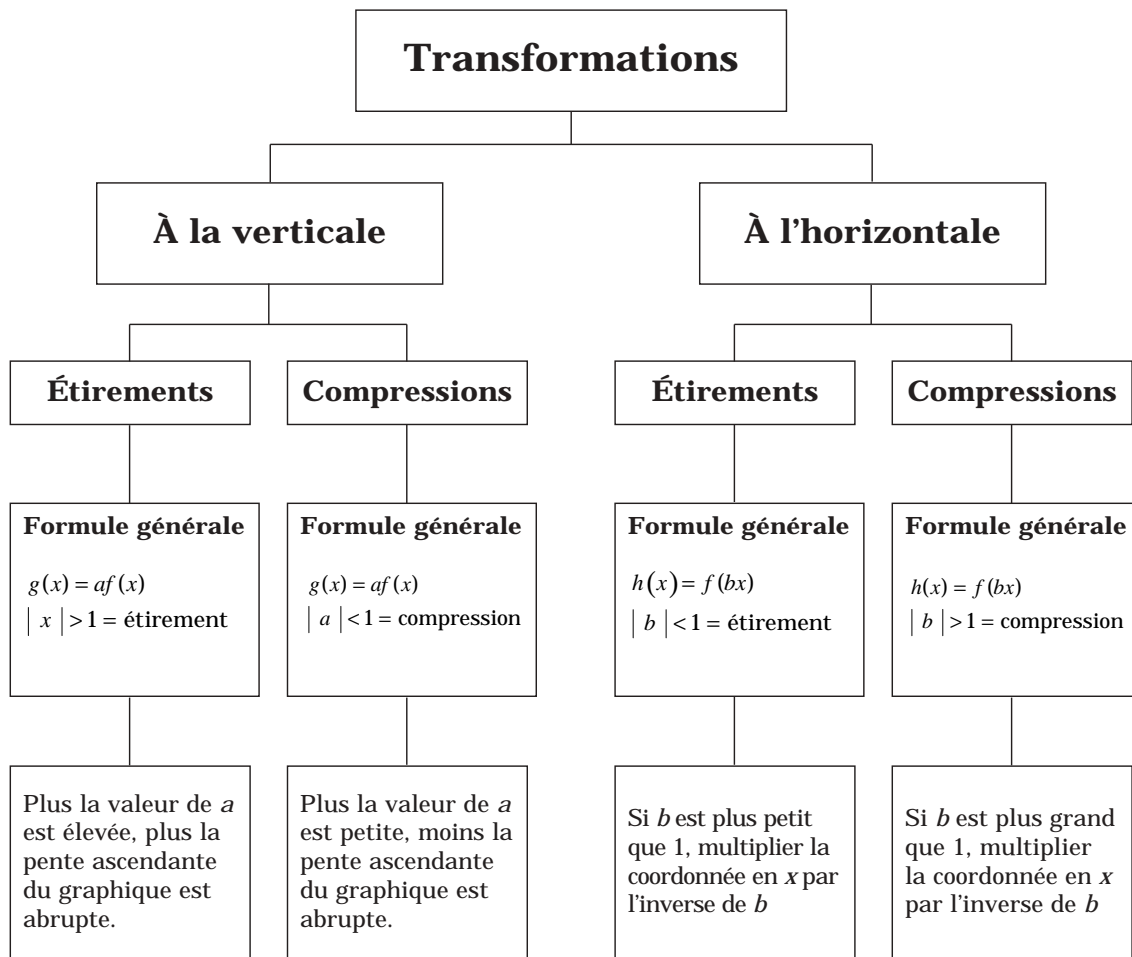 Transformations
À la verticale
À l'horizontale
Étirements
Compressions
Étirements
Compressions
Formule générale
g(x) = af(x)
| x | > 1 = étirement
Formule générale
g(x) = af(x)
| a | < 1 = compression
Formule générale
h(x) = f(bx)
| b | < 1 = étirement
Formule générale
h(x) = f(bx)
| b | > 1 = compression
Plus la valeur de a
est élevée, plus la
pente ascendante
du graphique est
abrupte.
Plus la valeur de a
est petite, moins la
pente ascendante
du graphique est
abrupte.
Si b est plus petit
que 1, multiplier la
coordonnée en x par
l'inverse de b
Si b est plus grand
que 1, multiplier
la coordonnée en x
par l'inverse de b